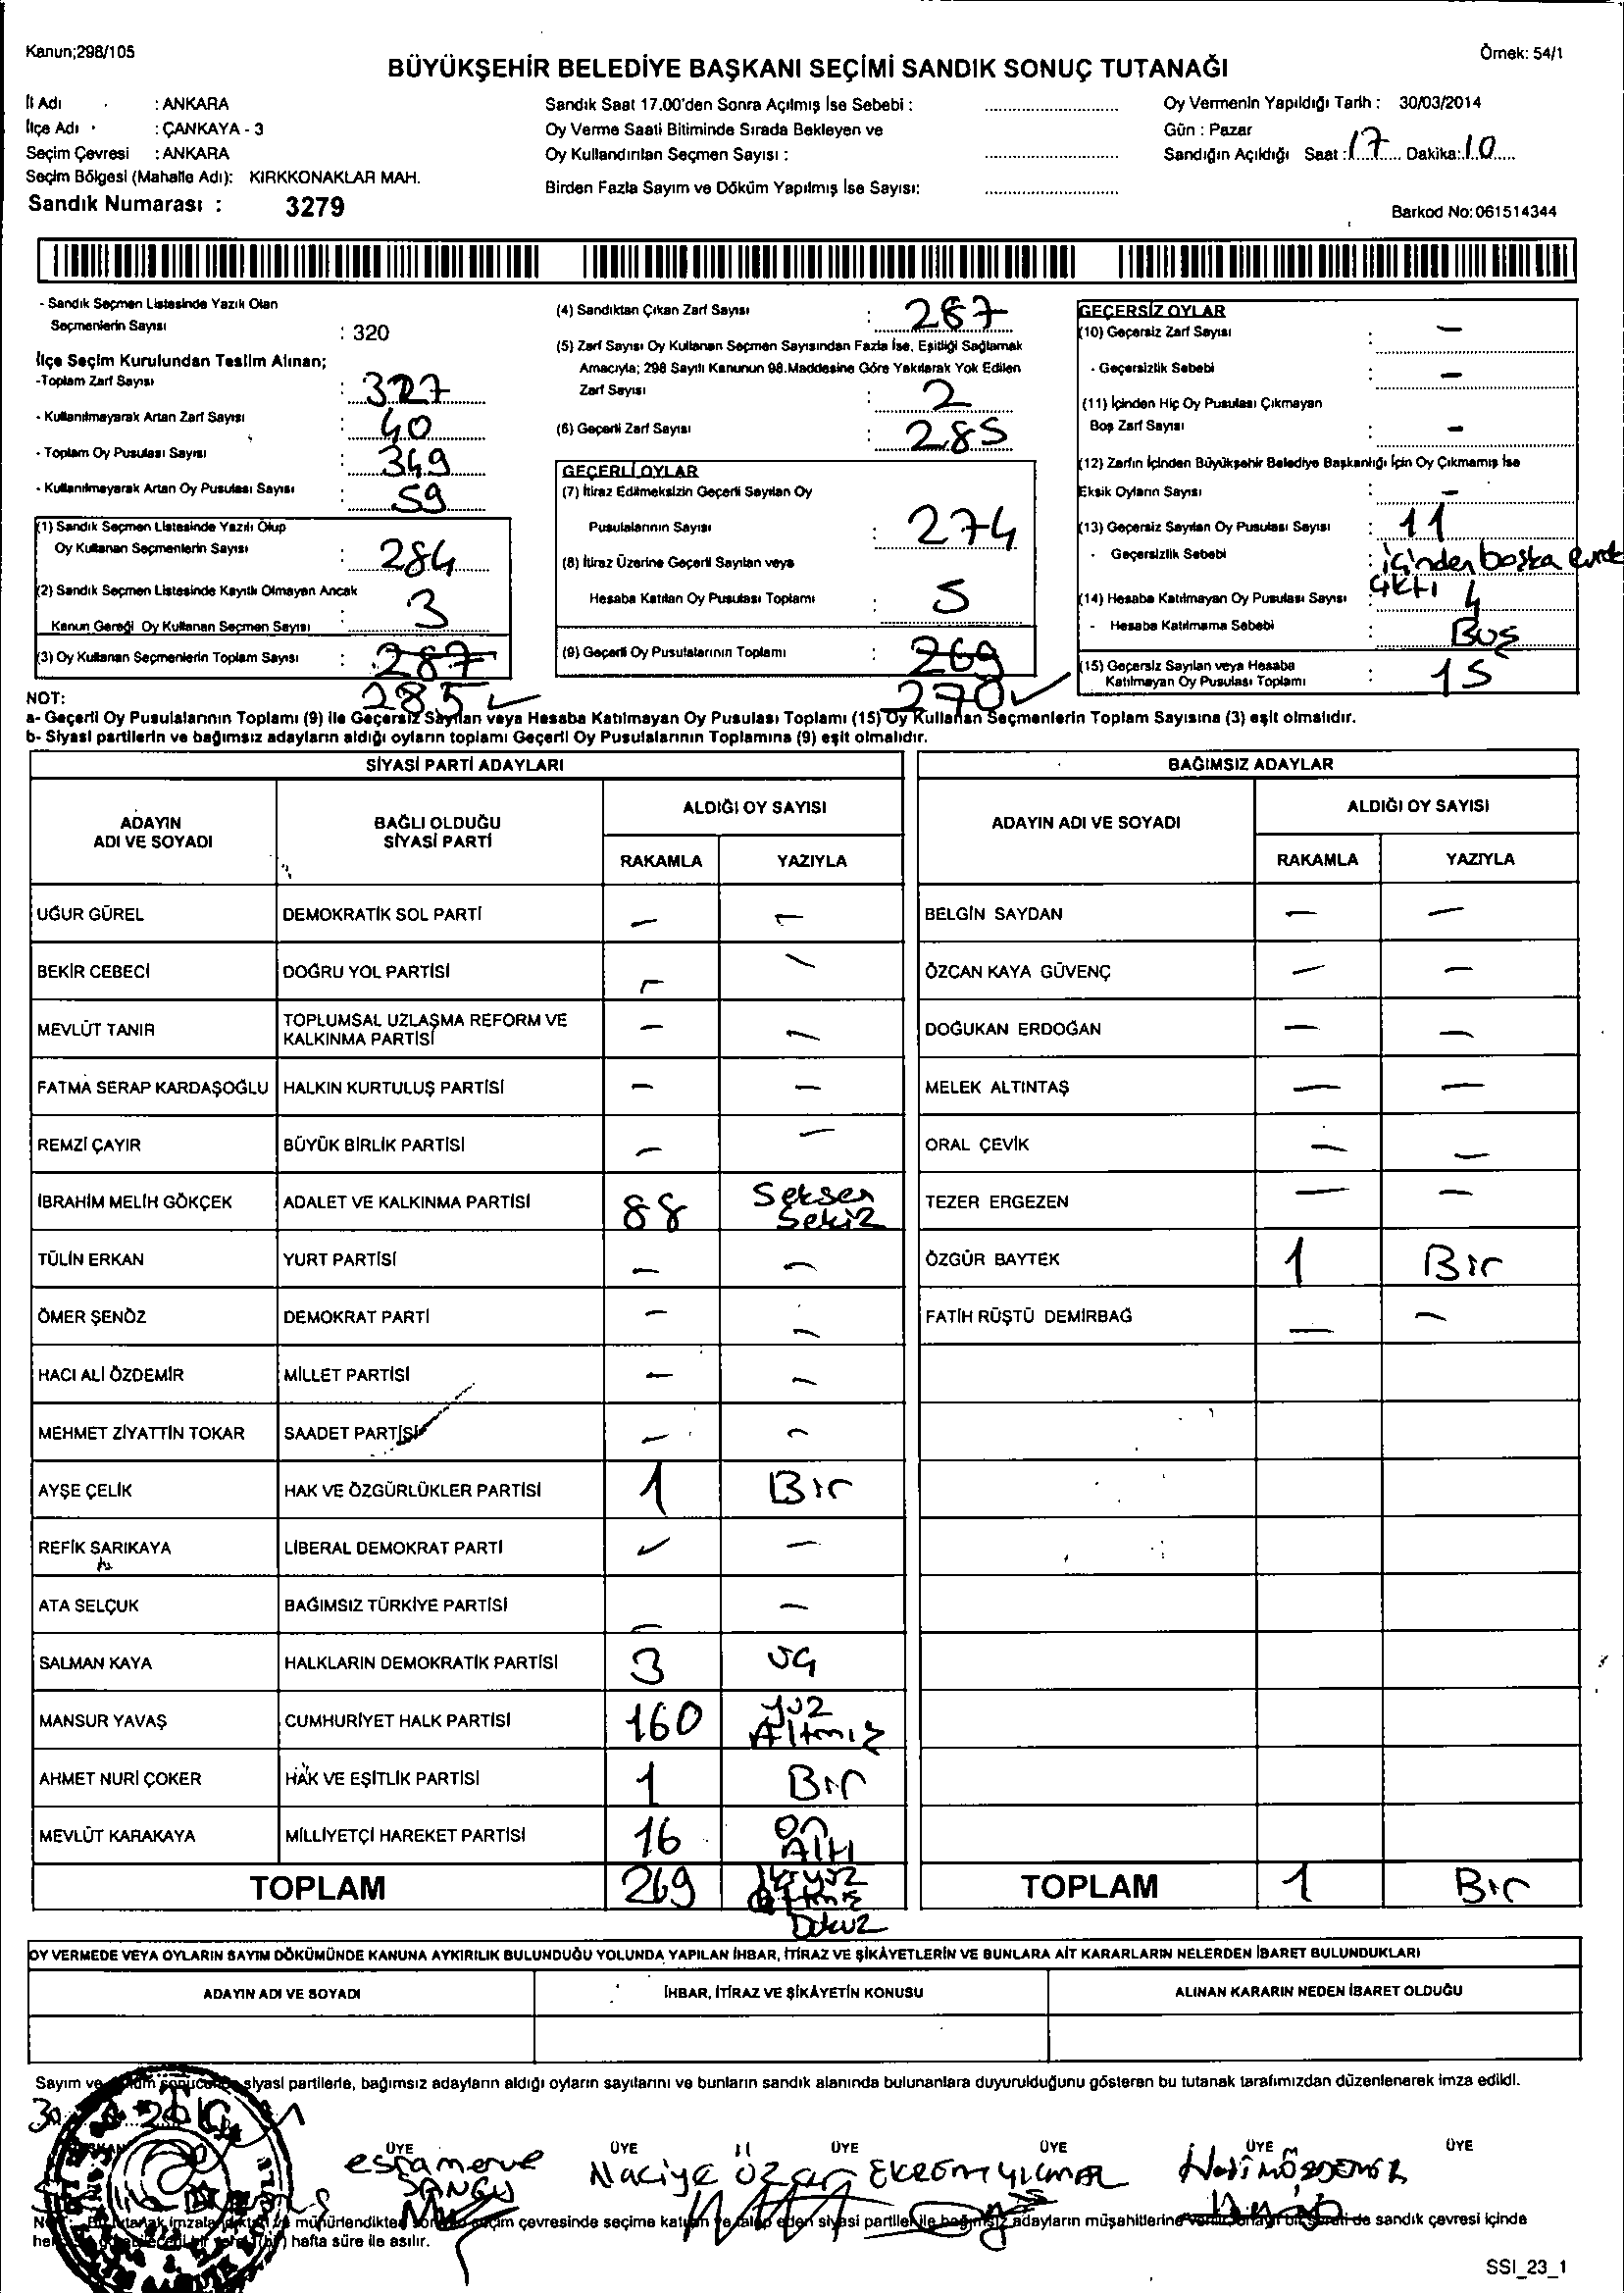 Kanun;298/105
Örnek: 54/1
BÜYÜKŞEHİR BELEDİYE BAŞKANI SEÇİMİ SANDIK SONUÇ TUTANAĞI
İl Adı : ANKARA
İlçe Adı : ÇANKAYA - 3
Seçim Çevresi : ANKARA
Seçim Bölgesi (Mahalle Adı): KIRKKONAKLAR MAH.
Sandık Numarası : 3279
Sandık Saat 17.00'den Sonra Açılmış İse Sebebi :
Oy Verme Saati Bitiminde Sırada Bekleyen ve
Oy Kullandırılan Seçmen Sayısı :
Birden Fazla Sayım ve Döküm Yapılmış İse Sayısı:
Oy Vermenin Yapıldığı Tarih : 30/03/2014
Gün : Pazar
Sandığın Açıldığı Saat : 17 Dakika: 10
Barkod No: 061514344
- Sandık Seçmen Listesinde Yazılı Olan
Seçmenlerin Sayısı : 320
İlçe Seçim Kurulundan Teslim Alınan;
-Toplam Zarf Sayısı : 327
- Kullanılmayarak Artan Zarf Sayısı : 40
- Toplam Oy Pusulası Sayısı : 349
- Kullanılmayarak Artan Oy Pusulası Sayısı : 59
(1) Sandık Seçmen Listesinde Yazılı Olup
Oy Kullanan Seçmenlerin Sayısı : 284
(2) Sandık Seçmen Listesinde Kayıtlı Olmayan Ancak
Kanun Gereği Oy Kullanan Seçmen Sayısı : 3
(3) Oy Kullanan Seçmenlerin Toplam Sayısı : 287
285
(4) Sandıktan Çıkan Zarf Sayısı : 287
(5) Zarf Sayısı Oy Kullanan Seçmen Sayısından Fazla İse, Eşitliği Sağlamak
Amacıyla; 298 Sayılı Kanunun 98.Maddesine Göre Yakılarak Yok Edilen
Zarf Sayısı : 2
(6) Geçerli Zarf Sayısı : 285
GEÇERLİ OYLAR
(7) İtiraz Edilmeksizin Geçerli Sayılan Oy
Pusulalarının Sayısı : 274
(8) İtiraz Üzerine Geçerli Sayılan veya
Hesaba Katılan Oy Pusulası Toplamı : 5
(9) Geçerli Oy Pusulalarının Toplamı : 269
270
GEÇERSİZ OYLAR
(10) Geçersiz Zarf Sayısı : —
- Geçersizlik Sebebi : —
(11) İçinden Hiç Oy Pusulası Çıkmayan
Boş Zarf Sayısı : —
(12) Zarfın İçinden Büyükşehir Belediye Başkanlığı İçin Oy Çıkmamış İse
Eksik Oyların Sayısı : —
(13) Geçersiz Sayılan Oy Pusulası Sayısı : 11
- Geçersizlik Sebebi : içinden başka
çıktı
(14) Hesaba Katılmayan Oy Pusulası Sayısı 4
- Hesaba Katılmama Sebebi : Boş
(15) Geçersiz Sayılan veya Hesaba
Katılmayan Oy Pusulası Toplamı : 15
NOT:
a- Geçerli Oy Pusulalarının Toplamı (9) ile Geçersiz Sayılan veya Hesaba Katılmayan Oy Pusulası Toplamı (15) Oy Kullanan Seçmenlerin Toplam Sayısına (3) eşit olmalıdır.
b- Siyasi partilerin ve bağımsız adayların aldığı oyların toplamı Geçerli Oy Pusulalarının Toplamına (9) eşit olmalıdır.
SİYASİ PARTİ ADAYLARI
ADAYIN ADI VE SOYADI
BAĞLI OLDUĞU SİYASİ PARTİ
ALDIĞI OY SAYISI
RAKAMLA YAZIYLA
UĞUR GÜREL DEMOKRATİK SOL PARTİ — —
BEKİR CEBECİ DOĞRU YOL PARTİSİ — —
MEVLÜT TANIR TOPLUMSAL UZLAŞMA REFORM VE KALKINMA PARTİSİ — —
FATMA SERAP KARDAŞOĞLU HALKIN KURTULUŞ PARTİSİ — —
REMZİ ÇAYIR BÜYÜK BİRLİK PARTİSİ — —
İBRAHİM MELİH GÖKÇEK ADALET VE KALKINMA PARTİSİ 88 Seksen Sekiz
TÜLİN ERKAN YURT PARTİSİ — —
ÖMER ŞENÖZ DEMOKRAT PARTİ — —
HACI ALİ ÖZDEMİR MİLLET PARTİSİ — —
MEHMET ZİYATTİN TOKAR SAADET PARTİSİ — —
AYŞE ÇELİK HAK VE ÖZGÜRLÜKLER PARTİSİ 1 Bir
REFİK SARIKAYA LİBERAL DEMOKRAT PARTİ — —
ATA SELÇUK BAĞIMSIZ TÜRKİYE PARTİSİ — —
SALMAN KAYA HALKLARIN DEMOKRATİK PARTİSİ 3 üç
MANSUR YAVAŞ CUMHURİYET HALK PARTİSİ 160 yüz Altmış
AHMET NURİ ÇOKER HAK VE EŞİTLİK PARTİSİ 1 Bir
MEVLÜT KARAKAYA MİLLİYETÇİ HAREKET PARTİSİ 16 on Altı
TOPLAM 269 İkiyüz altmış Dokuz
BAĞIMSIZ ADAYLAR
ADAYIN ADI VE SOYADI
ALDIĞI OY SAYISI
RAKAMLA YAZIYLA
BELGİN SAYDAN — —
ÖZCAN KAYA GÜVENÇ — —
DOĞUKAN ERDOĞAN — —
MELEK ALTINTAŞ — —
ORAL ÇEVİK — —
TEZER ERGEZEN — —
ÖZGÜR BAYTEK 1 Bir
FATİH RÜŞTÜ DEMİRBAĞ — —
TOPLAM 1 Bir
OY VERMEDE VEYA OYLARIN SAYIM DÖKÜMÜNDE KANUNA AYKIRILIK BULUNDUĞU YOLUNDA YAPILAN İHBAR, İTİRAZ VE ŞİKÂYETLERİN VE BUNLARA AİT KARARLARIN NELERDEN İBARET BULUNDUKLARI
ADAYIN ADI VE SOYADI İHBAR, İTİRAZ VE ŞİKÂYETİN KONUSU ALINAN KARARIN NEDEN İBARET OLDUĞU
Sayım ve siyasi partilerle, bağımsız adayların aldığı oyların sayılarını ve bunların sandık alanında bulunanlara duyurulduğunu gösteren bu tutanak tarafımızdan düzenlenerek imza edildi.
ÜYE ÜYE ÜYE ÜYE ÜYE ÜYE
esramerve Naciye Özcan EKREM YILMAZ
mühürlendikten seçim çevresinde seçime katılan ve talep eden siyasi partiler ile bağımsız adayların müşahitlerine sandık çevresi içinde
hafta süre ile asılır.
SSI_23_1